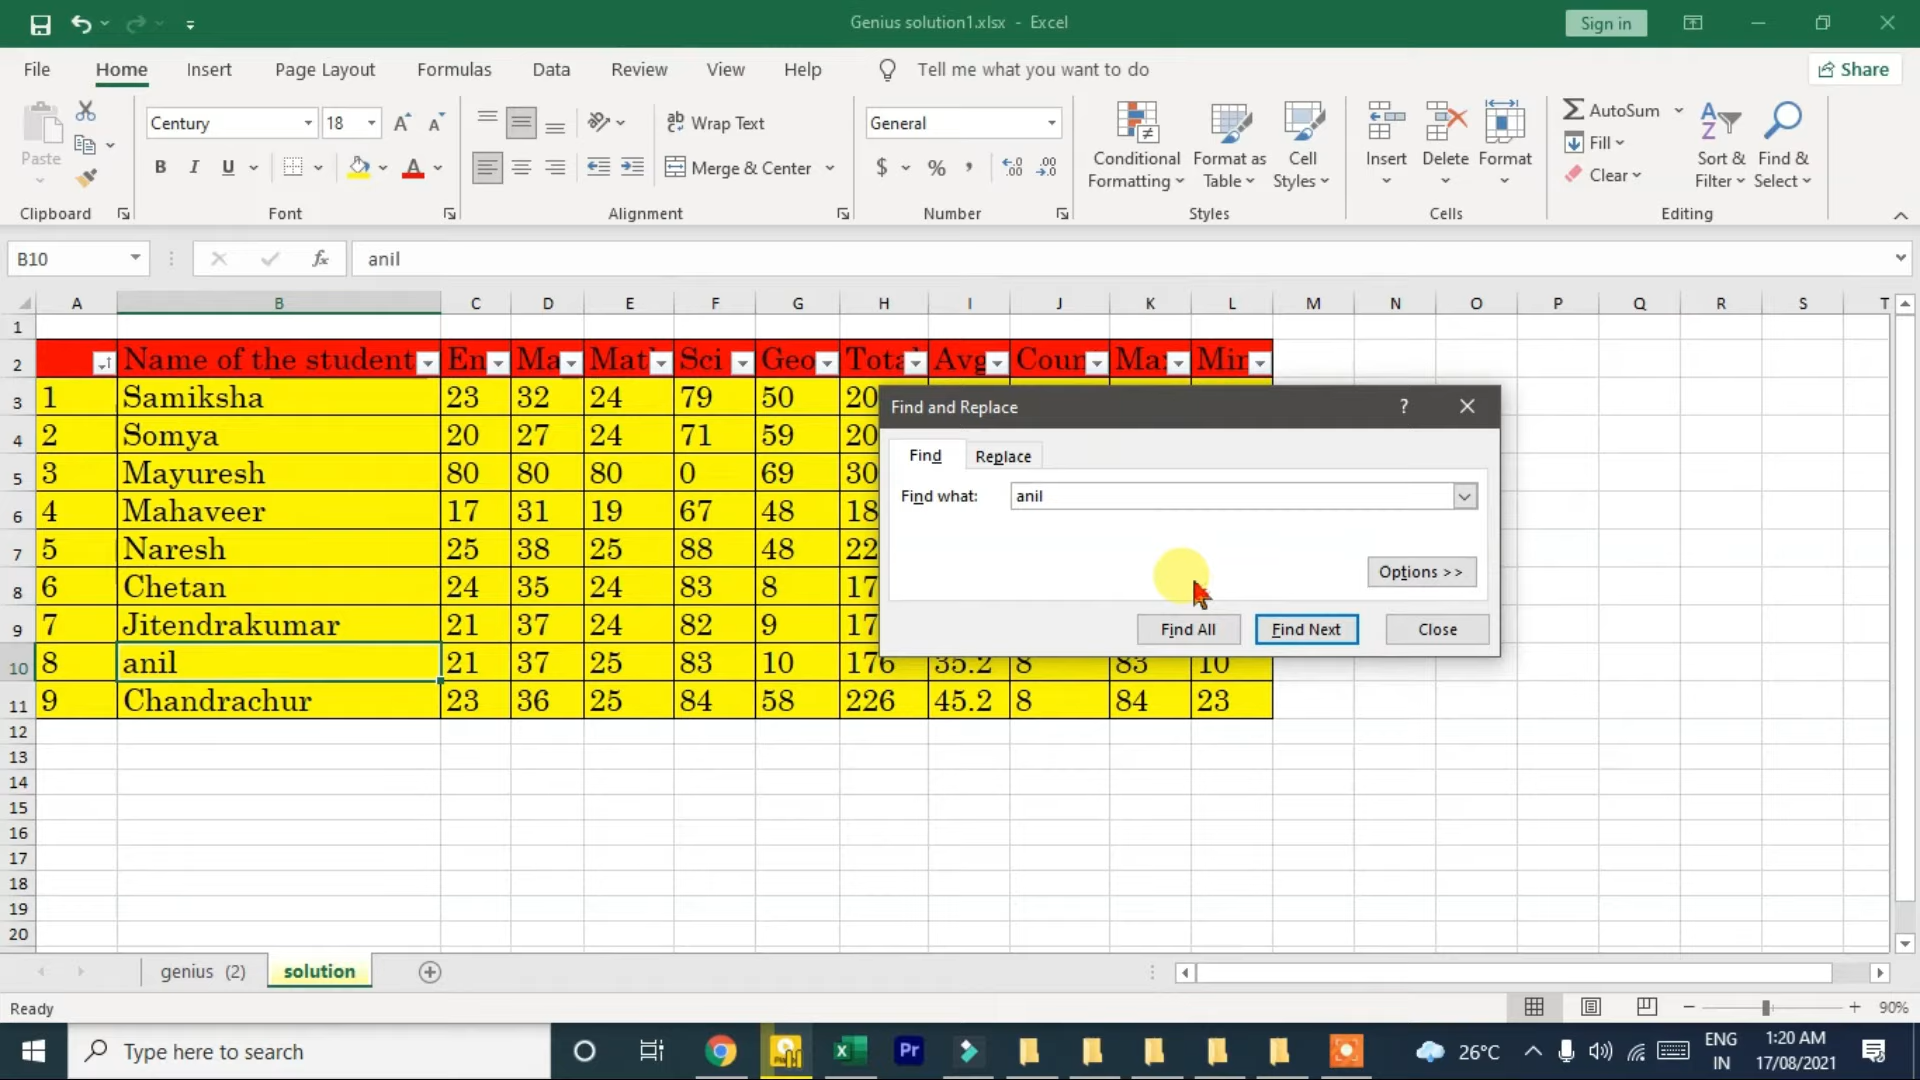 Genius solution1.xlsx - Excel
Sign in
File Home Insert Page Layout Formulas Data Review View Help Tell me what you want to do Share
Paste
Century 18
B I U
Wrap Text
Merge & Center
General
$ % ,
Conditional Formatting
Format as Table
Cell Styles
Insert Delete Format
AutoSum
Fill
Clear
Sort & Filter
Find & Select
Clipboard Font Alignment Number Styles Cells Editing
B10 fx anil
A B C D E F G H I J K L M N O P Q R S T
1
2 Name of the student En Ma Mat Sci Geo Tota Avg Coun Ma Min
3 1 Samiksha 23 32 24 79 50 20
4 2 Somya 20 27 24 71 59 20
5 3 Mayuresh 80 80 80 0 69 30
6 4 Mahaveer 17 31 19 67 48 18
7 5 Naresh 25 38 25 88 48 22
8 6 Chetan 24 35 24 83 8 17
9 7 Jitendrakumar 21 37 24 82 9 17
10 8 anil 21 37 25 83 10 176 35.2 8 83 10
11 9 Chandrachur 23 36 25 84 58 226 45.2 8 84 23
12
13
14
15
16
17
18
19
20
Find and Replace ?
Find Replace
Find what: anil
Options >>
Find All Find Next Close
genius (2) solution
Ready 90%
Type here to search
Pr
26°C
ENG
IN
1:20 AM
17/08/2021